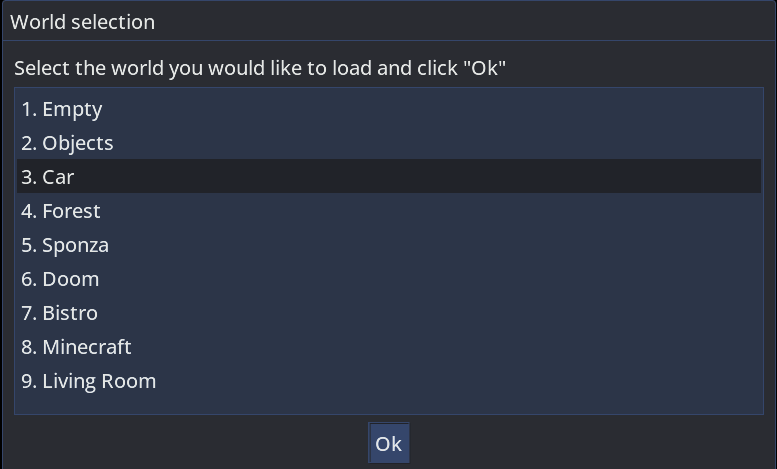 World selection
Select the world you would like to load and click "Ok"
1. Empty
2. Objects
3. Car
4. Forest
5. Sponza
6. Doom
7. Bistro
8. Minecraft
9. Living Room
Ok